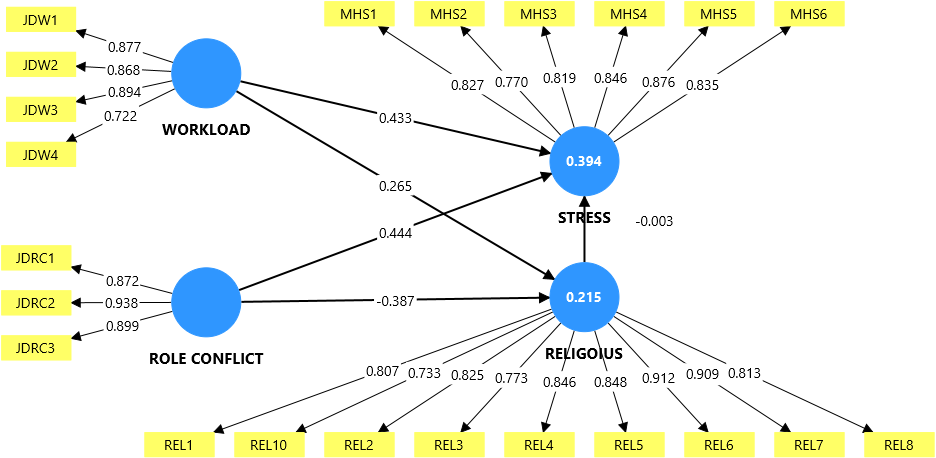 JDW1
JDW2
JDW3
JDW4
0.877
0.868
0.894
0.722
WORKLOAD
MHS1
MHS2
MHS3
MHS4
MHS5
MHS6
0.827
0.770
0.819
0.846
0.876
0.835
0.433
0.394
STRESS
0.265
-0.003
0.444
JDRC1
JDRC2
JDRC3
0.872
0.938
0.899
ROLE CONFLICT
-0.387
0.215
RELIGOIUS
0.807
0.733
0.825
0.773
0.846
0.848
0.912
0.909
0.813
REL1
REL10
REL2
REL3
REL4
REL5
REL6
REL7
REL8